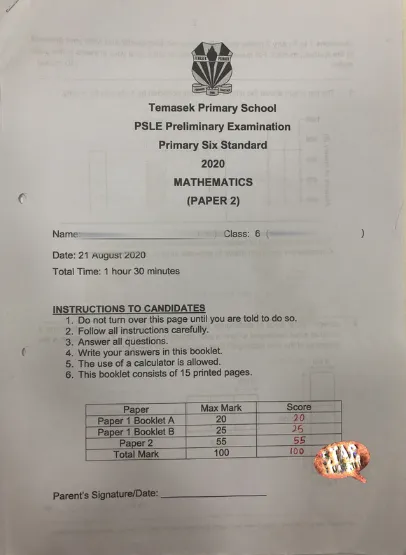 Temasek Primary School
PSLE Preliminary Examination
Primary Six Standard
2020
MATHEMATICS
(PAPER 2)
Name: Class: 6 ( )
Date: 21 August 2020
Total Time: 1 hour 30 minutes
INSTRUCTIONS TO CANDIDATES
1. Do not turn over this page until you are told to do so.
2. Follow all instructions carefully.
3. Answer all questions.
4. Write your answers in this booklet.
5. The use of a calculator is allowed.
6. This booklet consists of 15 printed pages.
Paper Max Mark Score
Paper 1 Booklet A 20 20
Paper 1 Booklet B 25 25
Paper 2 55 55
Total Mark 100 100
Parent's Signature/Date: